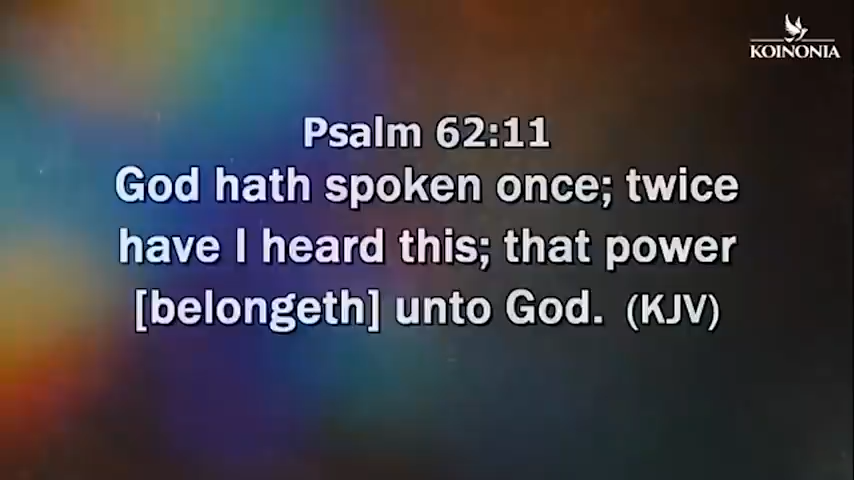 KOINONIA
Psalm 62:11
God hath spoken once; twice
have I heard this; that power
[belongeth] unto God. (KJV)